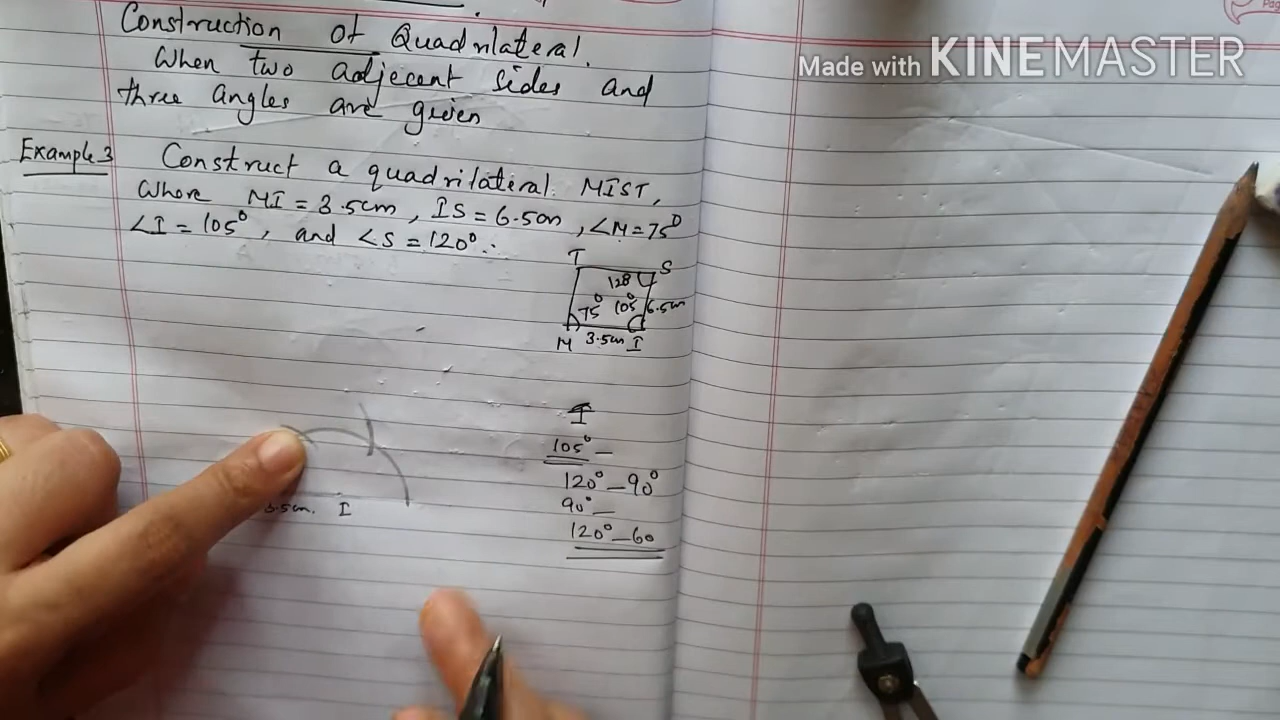 Construction of Quadrilateral.
When two adjecent sides and
three angles are given
Example 3 Construct a quadrilateral MIST,
Where MI = 3.5cm, IS = 6.5cm, ∠M = 75°
∠I = 105°, and ∠S = 120°.
T S
120
75° 105° 6.5cm
M 3.5cm I
I
105° –
120° – 90°
90° –
120° – 60
3.5cm. I
Made with KINEMASTER